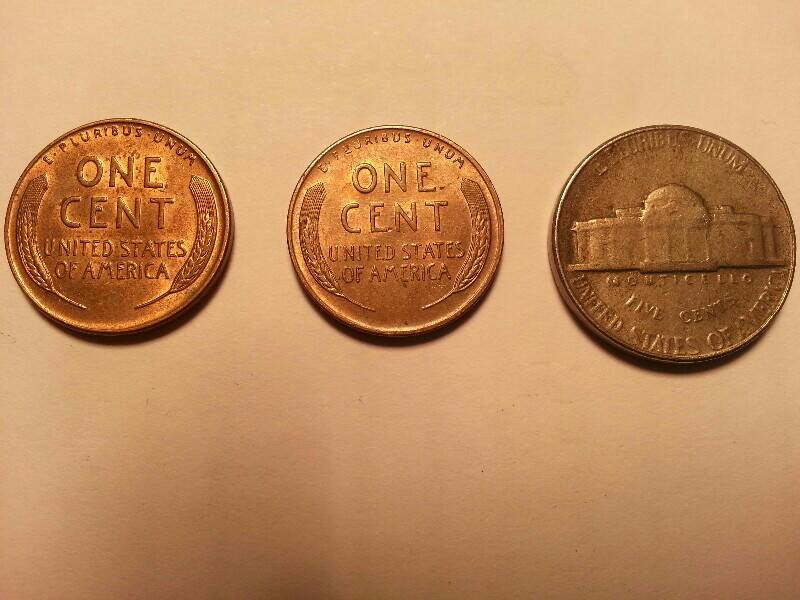 E·PLURIBUS·UNUM
ONE
CENT
UNITED STATES
OF AMERICA
E·PLURIBUS·UNUM
ONE
CENT
UNITED STATES
OF AMERICA
E PLURIBUS UNUM
MONTICELLO
FIVE CENTS
UNITED STATES OF AMERICA